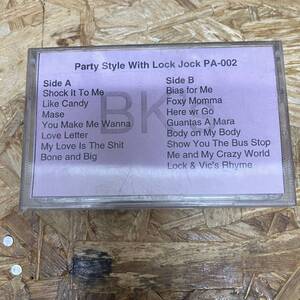 Party Style With Lock Jock PA-002
Side A
Shock It To Me
Like Candy
Mase
You Make Me Wanna
Love Letter
My Love Is The Shit
Bone and Big
Side B
Bias for Me
Foxy Momma
Here wr Go
Guantas A Mara
Body on My Body
Show You The Bus Stop
Me and My Crazy World
Lock & Vic's Rhyme
BK